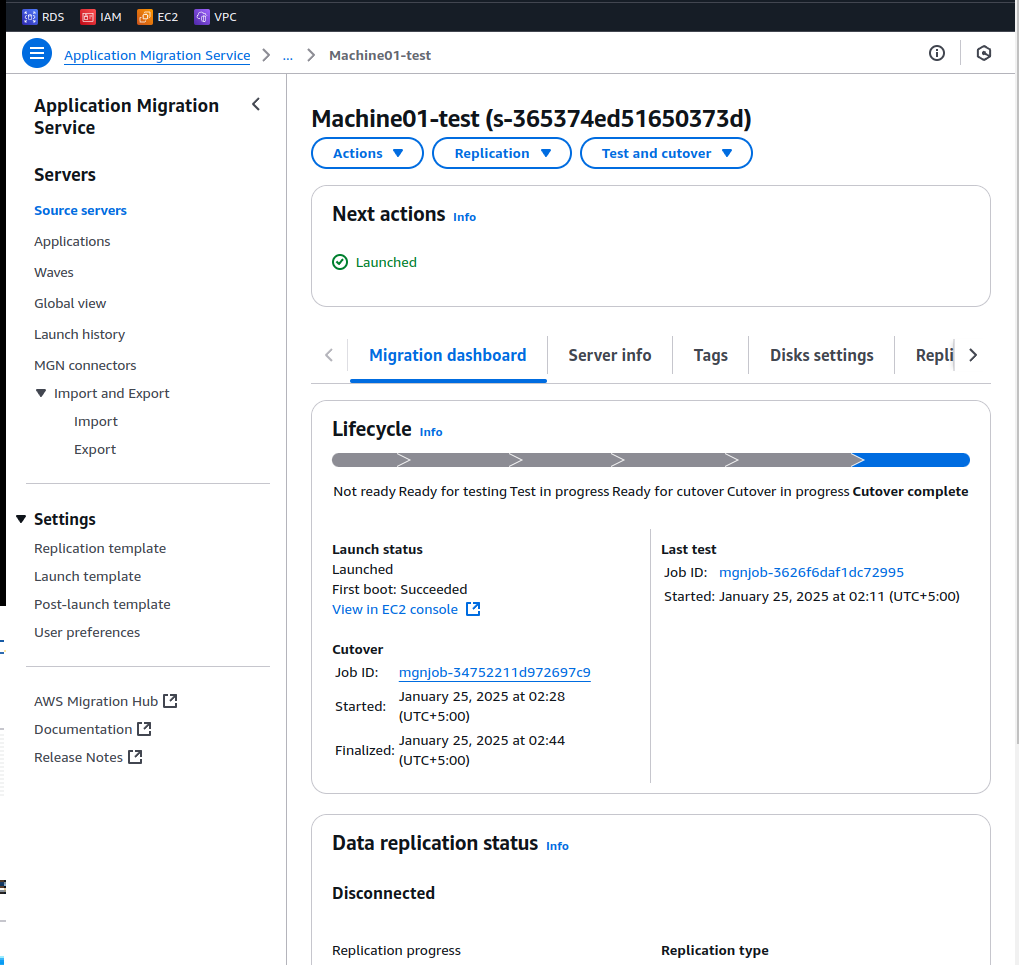 RDS IAM EC2 VPC
Application Migration Service ... Machine01-test
Application Migration
Service
Servers
Source servers
Applications
Waves
Global view
Launch history
MGN connectors
Import and Export
Import
Export
Settings
Replication template
Launch template
Post-launch template
User preferences
AWS Migration Hub
Documentation
Release Notes
Machine01-test (s-365374ed51650373d)
Actions Replication Test and cutover
Next actions Info
Launched
Migration dashboard Server info Tags Disks settings Repli
Lifecycle Info
Not ready Ready for testing Test in progress Ready for cutover Cutover in progress Cutover complete
Launch status
Launched
First boot: Succeeded
View in EC2 console
Cutover
Job ID: mgnjob-34752211d972697c9
Started: January 25, 2025 at 02:28
(UTC+5:00)
Finalized: January 25, 2025 at 02:44
(UTC+5:00)
Last test
Job ID: mgnjob-3626f6daf1dc72995
Started: January 25, 2025 at 02:11 (UTC+5:00)
Data replication status Info
Disconnected
Replication progress
Replication type